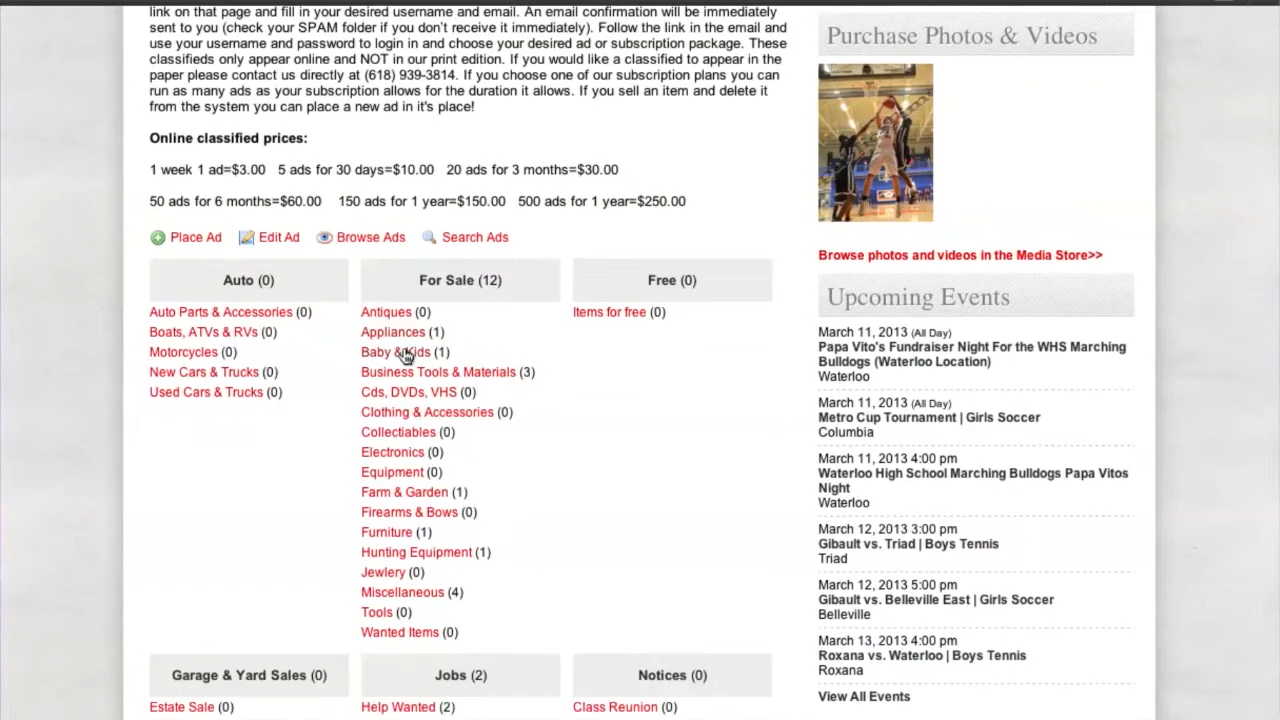 link on that page and fill in your desired username and email. An email confirmation will be immediately
sent to you (check your SPAM folder if you don't receive it immediately). Follow the link in the email and
use your username and password to login in and choose your desired ad or subscription package. These
classifieds only appear online and NOT in our print edition. If you would like a classified to appear in the
paper please contact us directly at (618) 939-3814. If you choose one of our subscription plans you can
run as many ads as your subscription allows for the duration it allows. If you sell an item and delete it
from the system you can place a new ad in it's place!
Online classified prices:
1 week 1 ad=$3.00 5 ads for 30 days=$10.00 20 ads for 3 months=$30.00
50 ads for 6 months=$60.00 150 ads for 1 year=$150.00 500 ads for 1 year=$250.00
Place Ad Edit Ad Browse Ads Search Ads
Auto (0)
Auto Parts & Accessories (0)
Boats, ATVs & RVs (0)
Motorcycles (0)
New Cars & Trucks (0)
Used Cars & Trucks (0)
For Sale (12)
Antiques (0)
Appliances (1)
Baby & Kids (1)
Business Tools & Materials (3)
Cds, DVDs, VHS (0)
Clothing & Accessories (0)
Collectiables (0)
Electronics (0)
Equipment (0)
Farm & Garden (1)
Firearms & Bows (0)
Furniture (1)
Hunting Equipment (1)
Jewlery (0)
Miscellaneous (4)
Tools (0)
Wanted Items (0)
Free (0)
Items for free (0)
Garage & Yard Sales (0)
Estate Sale (0)
Jobs (2)
Help Wanted (2)
Notices (0)
Class Reunion (0)
Purchase Photos & Videos
Browse photos and videos in the Media Store>>
Upcoming Events
March 11, 2013 (All Day)
Papa Vito's Fundraiser Night For the WHS Marching
Bulldogs (Waterloo Location)
Waterloo
March 11, 2013 (All Day)
Metro Cup Tournament | Girls Soccer
Columbia
March 11, 2013 4:00 pm
Waterloo High School Marching Bulldogs Papa Vitos
Night
Waterloo
March 12, 2013 3:00 pm
Gibault vs. Triad | Boys Tennis
Triad
March 12, 2013 5:00 pm
Gibault vs. Belleville East | Girls Soccer
Belleville
March 13, 2013 4:00 pm
Roxana vs. Waterloo | Boys Tennis
Roxana
View All Events